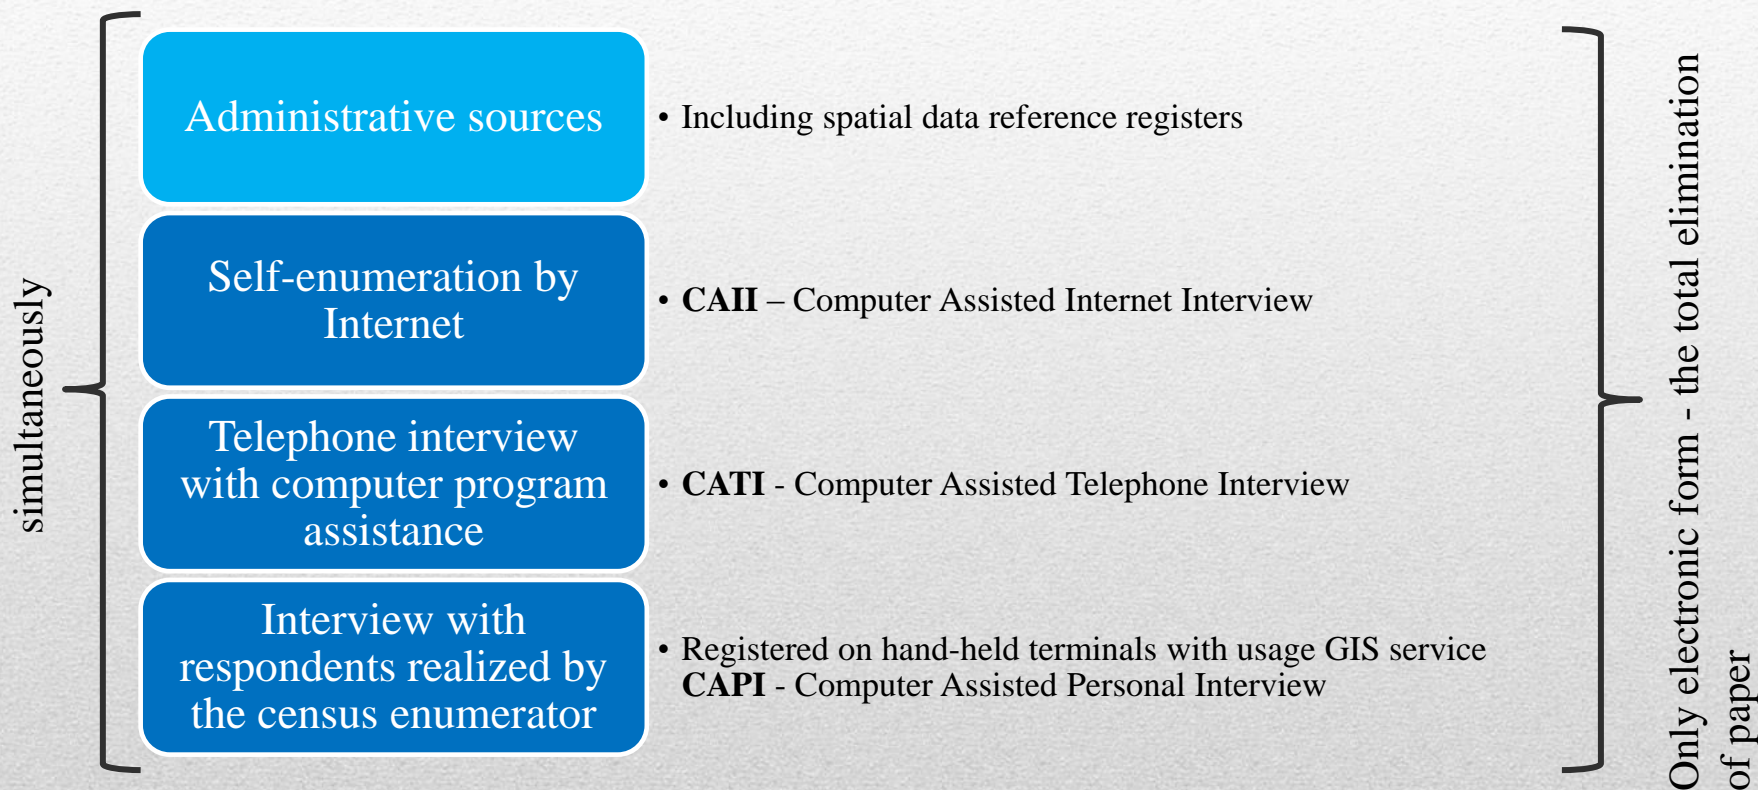 simultaneously
Administrative sources
• Including spatial data reference registers
Self-enumeration by
Internet
• CAII – Computer Assisted Internet Interview
Telephone interview
with computer program
assistance
• CATI - Computer Assisted Telephone Interview
Interview with
respondents realized by
the census enumerator
• Registered on hand-held terminals with usage GIS service
CAPI - Computer Assisted Personal Interview
Only electronic form - the total elimination
of paper